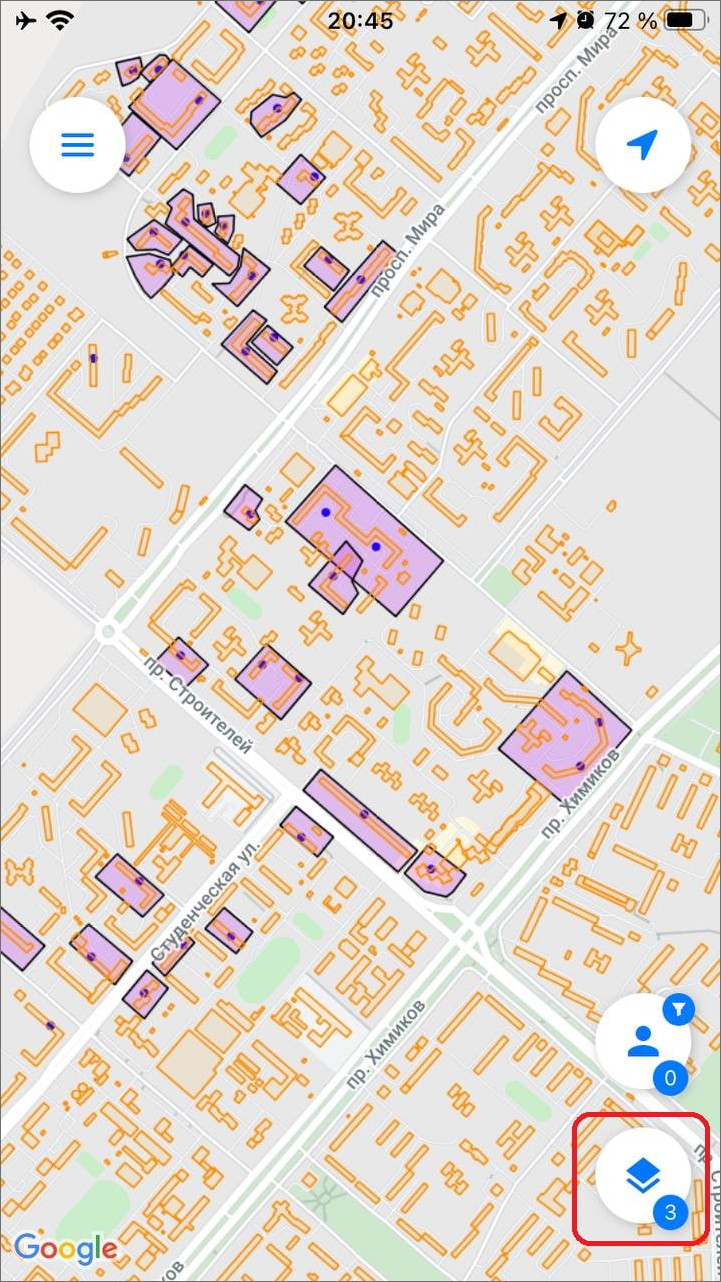 20:45
72 %
просп. Мира
просп. Мира
пр. Строителей
пр. Химиков
Студенческая ул.
0
пр. Химиков
3
Google